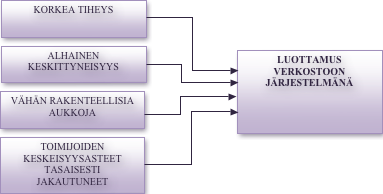 KORKEA TIHEYS
ALHAINEN
KESKITTYNEISYYS
VÄHÄN RAKENTEELLISIA
AUKKOJA
TOIMIJOIDEN
KESKEISYYSASTEET
TASAISESTI
JAKAUTUNEET
LUOTTAMUS
VERKOSTOON
JÄRJESTELMÄNÄ